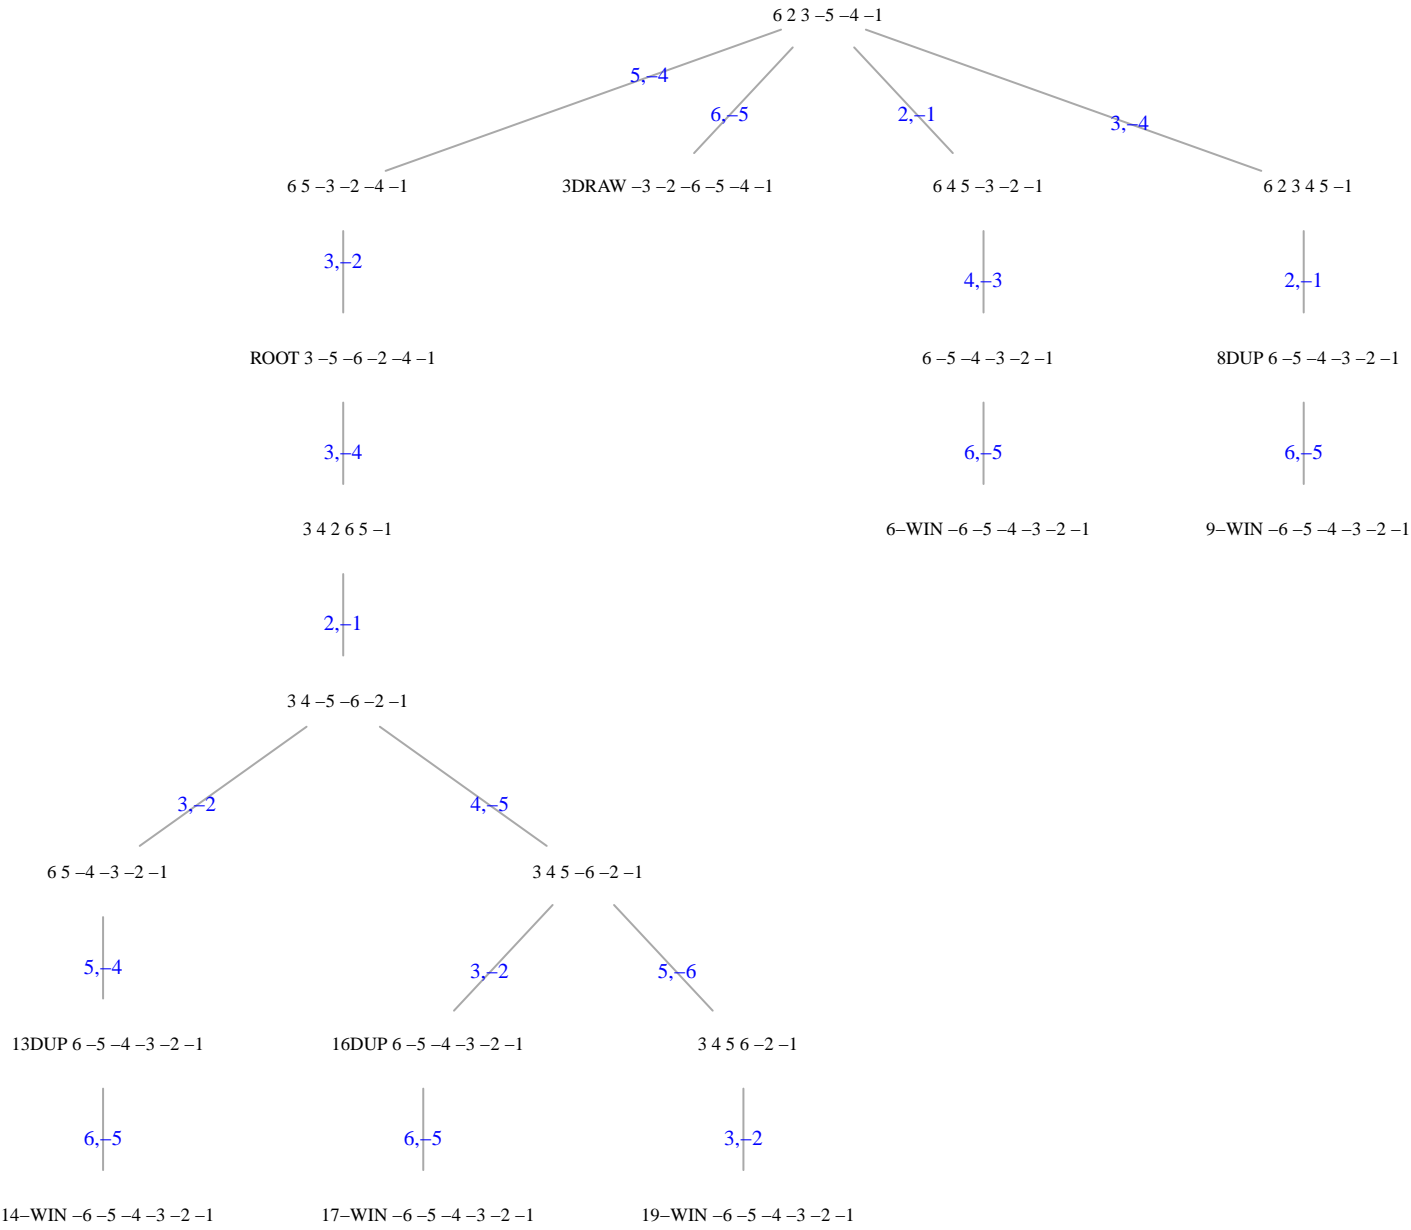 6 2 3 –5 –4 –1
5,–4
6,–5
2,–1
3,–4
6 5 –3 –2 –4 –1
3DRAW –3 –2 –6 –5 –4 –1
6 4 5 –3 –2 –1
6 2 3 4 5 –1
3,–2
4,–3
2,–1
ROOT 3 –5 –6 –2 –4 –1
6 –5 –4 –3 –2 –1
8DUP 6 –5 –4 –3 –2 –1
3,–4
6,–5
6,–5
3 4 2 6 5 –1
6–WIN –6 –5 –4 –3 –2 –1
9–WIN –6 –5 –4 –3 –2 –1
2,–1
3 4 –5 –6 –2 –1
3,–2
4,–5
6 5 –4 –3 –2 –1
3 4 5 –6 –2 –1
5,–4
3,–2
5,–6
13DUP 6 –5 –4 –3 –2 –1
16DUP 6 –5 –4 –3 –2 –1
3 4 5 6 –2 –1
6,–5
6,–5
3,–2
14–WIN –6 –5 –4 –3 –2 –1
17–WIN –6 –5 –4 –3 –2 –1
19–WIN –6 –5 –4 –3 –2 –1